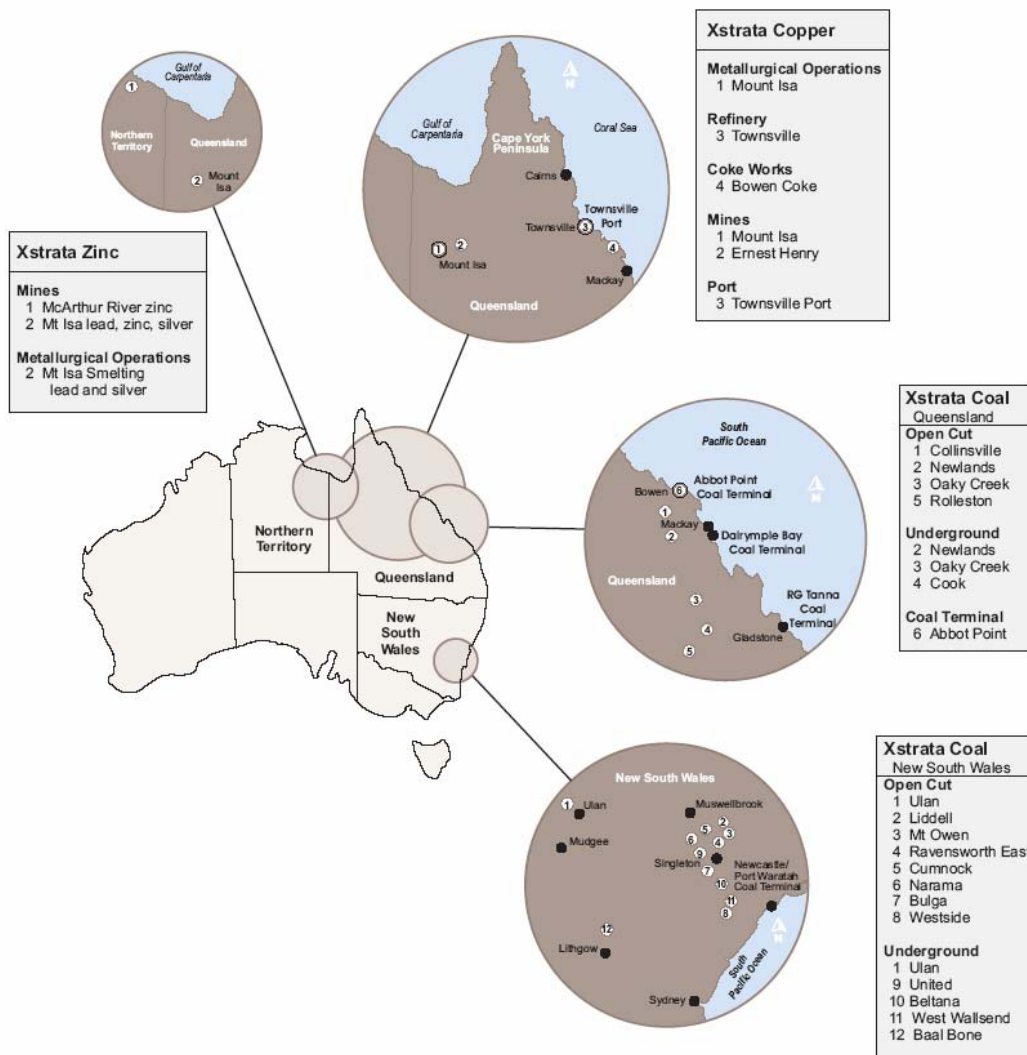 Gulf of
Carpentaria
1
Northern
Territory
Queensland
2 Mount
Isa
Xstrata Zinc
Mines
1 McArthur River zinc
2 Mt Isa lead, zinc, silver
Metallurgical Operations
2 Mt Isa Smelting
lead and silver
N
Gulf of
Carpentaria
Cape York
Peninsula
Coral Sea
Cairns
Townsville
Port
Townsville 3
1 2
Mount Isa
4
Mackay
Queensland
Xstrata Copper
Metallurgical Operations
1 Mount Isa
Refinery
3 Townsville
Coke Works
4 Bowen Coke
Mines
1 Mount Isa
2 Ernest Henry
Port
3 Townsville Port
Northern
Territory
Queensland
New
South
Wales
South
Pacific Ocean
N
Abbot Point
Coal Terminal
Bowen 6
1
Mackay
2
Dalrymple Bay
Coal Terminal
Queensland
3
RG Tanna
Coal
Terminal
4
Gladstone
5
Xstrata Coal
Queensland
Open Cut
1 Collinsville
2 Newlands
3 Oaky Creek
5 Rolleston
Underground
2 Newlands
3 Oaky Creek
4 Cook
Coal Terminal
6 Abbot Point
New South Wales
1 Ulan
Muswellbrook
Mudgee
2
5 3
6 4
9
Singleton
7
Newcastle/
Port Waratah
Coal Terminal
10
11
8
N
12
Lithgow
South
Pacific Ocean
Sydney
Xstrata Coal
New South Wales
Open Cut
1 Ulan
2 Liddell
3 Mt Owen
4 Ravensworth East
5 Cumnock
6 Narama
7 Bulga
8 Westside
Underground
1 Ulan
9 United
10 Beltana
11 West Wallsend
12 Baal Bone